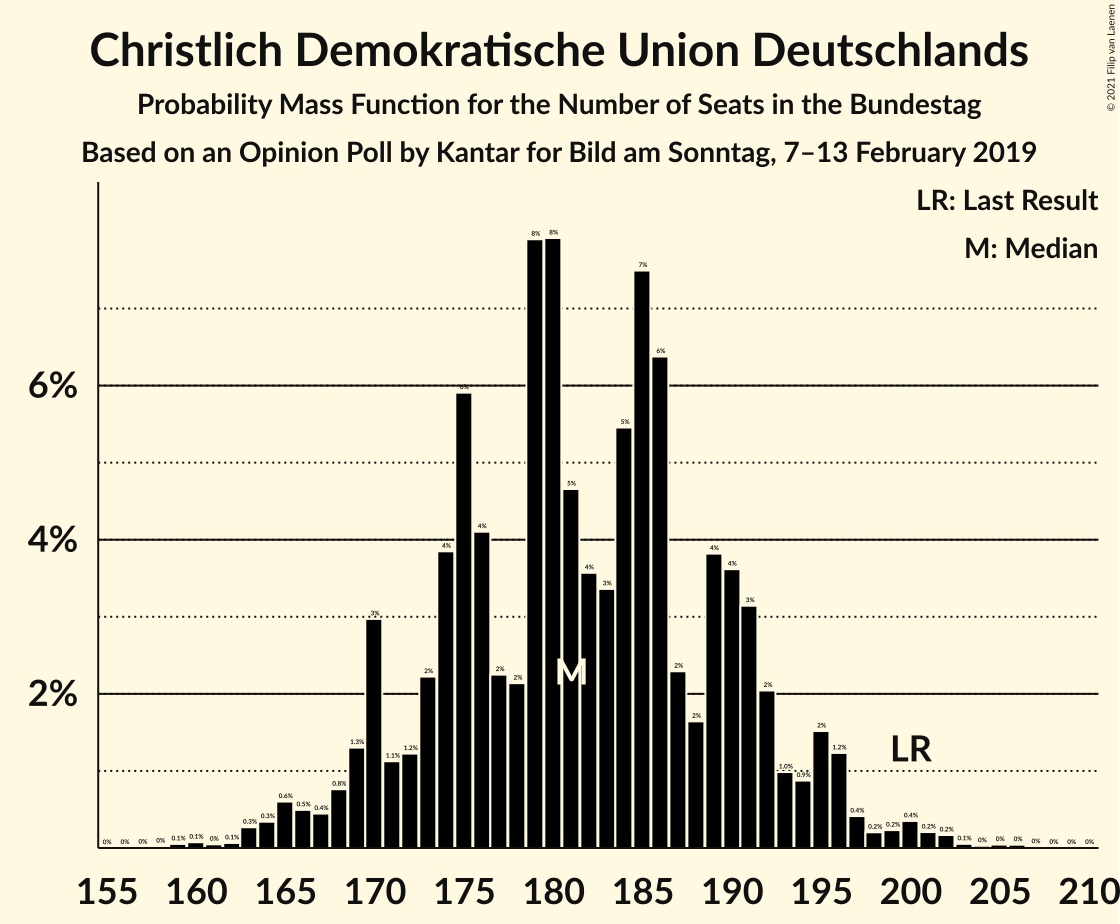 Christlich Demokratische Union Deutschlands
Probability Mass Function for the Number of Seats in the Bundestag
Based on an Opinion Poll by Kantar for Bild am Sonntag, 7–13 February 2019
© 2021 Filip van Laenen
LR: Last Result
M: Median
6%
4%
2%
0% 0% 0% 0% 0.1% 0.1% 0% 0.1% 0.3% 0.3% 0.6% 0.5% 0.4% 0.8% 1.3% 3% 1.1% 1.2% 2% 4% 6% 4% 2% 2% 8% 8% 5% 4% 3% 5% 7% 6% 2% 2% 4% 4% 3% 2% 1.0% 0.9% 2% 1.2% 0.4% 0.2% 0.2% 0.4% 0.2% 0.2% 0.1% 0% 0% 0% 0% 0% 0% 0%
M
LR
155 160 165 170 175 180 185 190 195 200 205 210